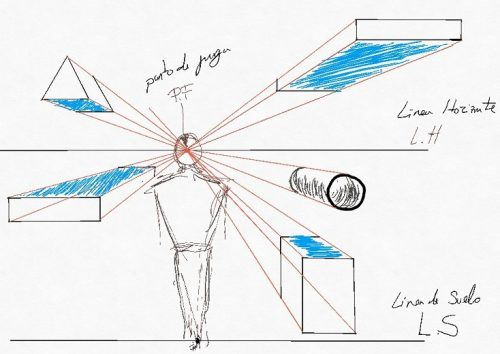 punto de fuga
P.F
Linea Horizonte
L.H
Linea de Suelo
L.S